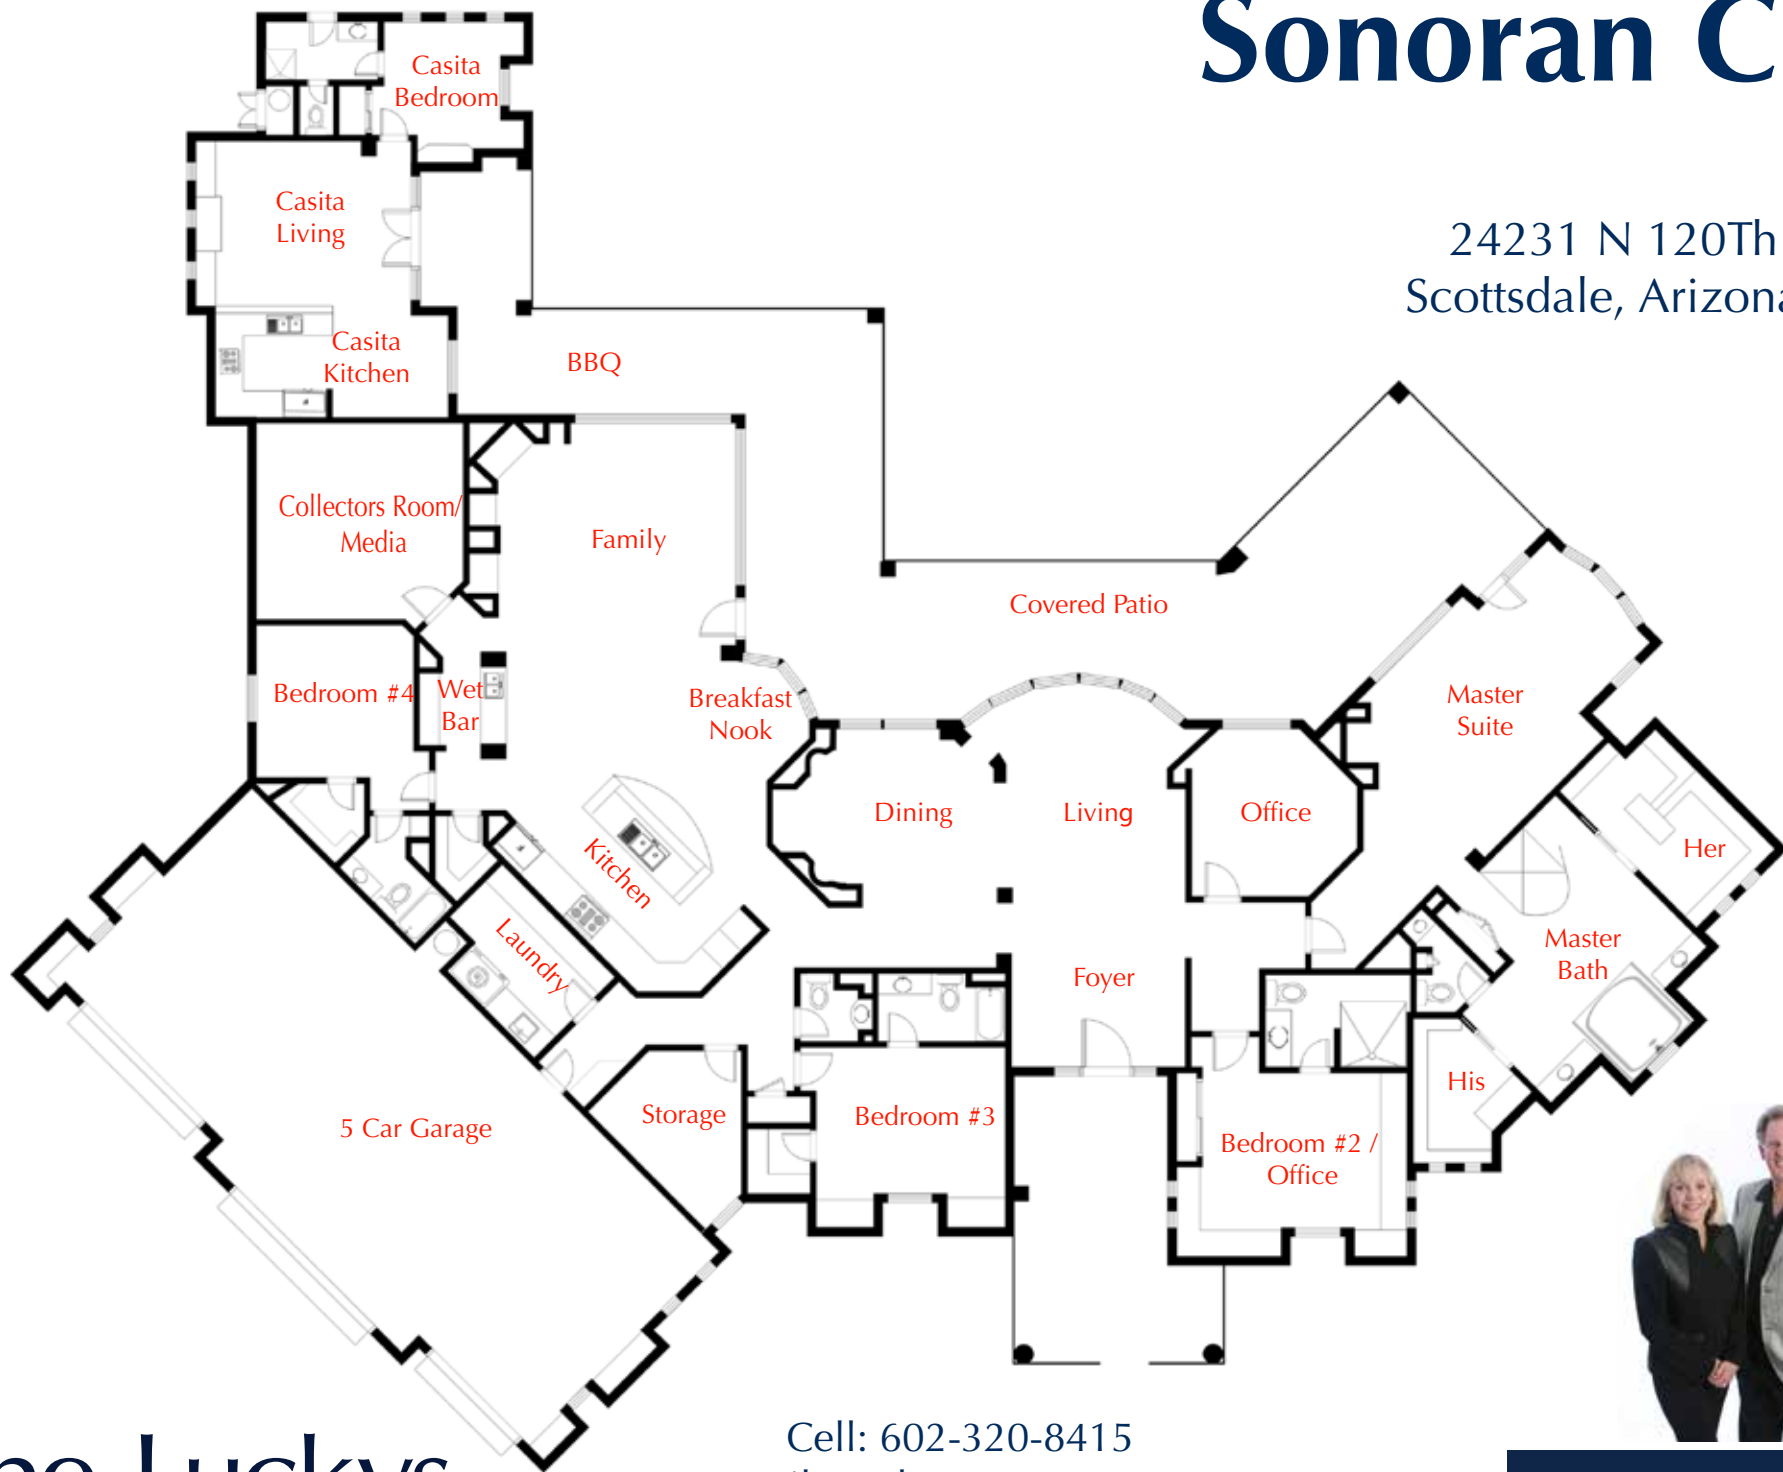 Sonoran C
24231 N 120Th
Scottsdale, Arizona
Casita
Bedroom
Casita
Living
Casita
Kitchen
BBQ
Collectors Room/
Media
Family
Covered Patio
Bedroom #4
Wet
Bar
Breakfast
Nook
Master
Suite
Dining
Living
Office
Her
Kitchen
Laundry
Master
Bath
Foyer
His
5 Car Garage
Storage
Bedroom #3
Bedroom #2 /
Office
Luckys
Cell: 602-320-8415